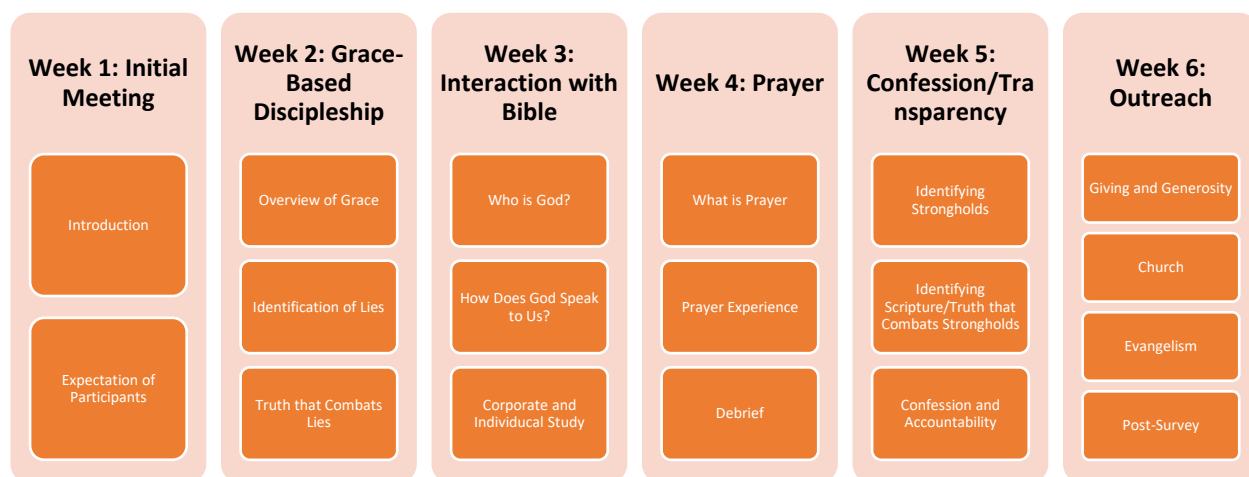 Week 1: Initial
Meeting
Introduction
Expectation of
Participants
Week 2: Grace-
Based
Discipleship
Overview of Grace
Identification of Lies
Truth that Combats
Lies
Week 3:
Interaction with
Bible
Who is God?
How Does God Speak
to Us?
Corporate and
Individucal Study
Week 4: Prayer
What is Prayer
Prayer Experience
Debrief
Week 5:
Confession/Tra
nsparency
Identifying
Strongholds
Identifying
Scripture/Truth that
Combats Strongholds
Confession and
Accountability
Week 6:
Outreach
Giving and Generosity
Church
Evangelism
Post-Survey